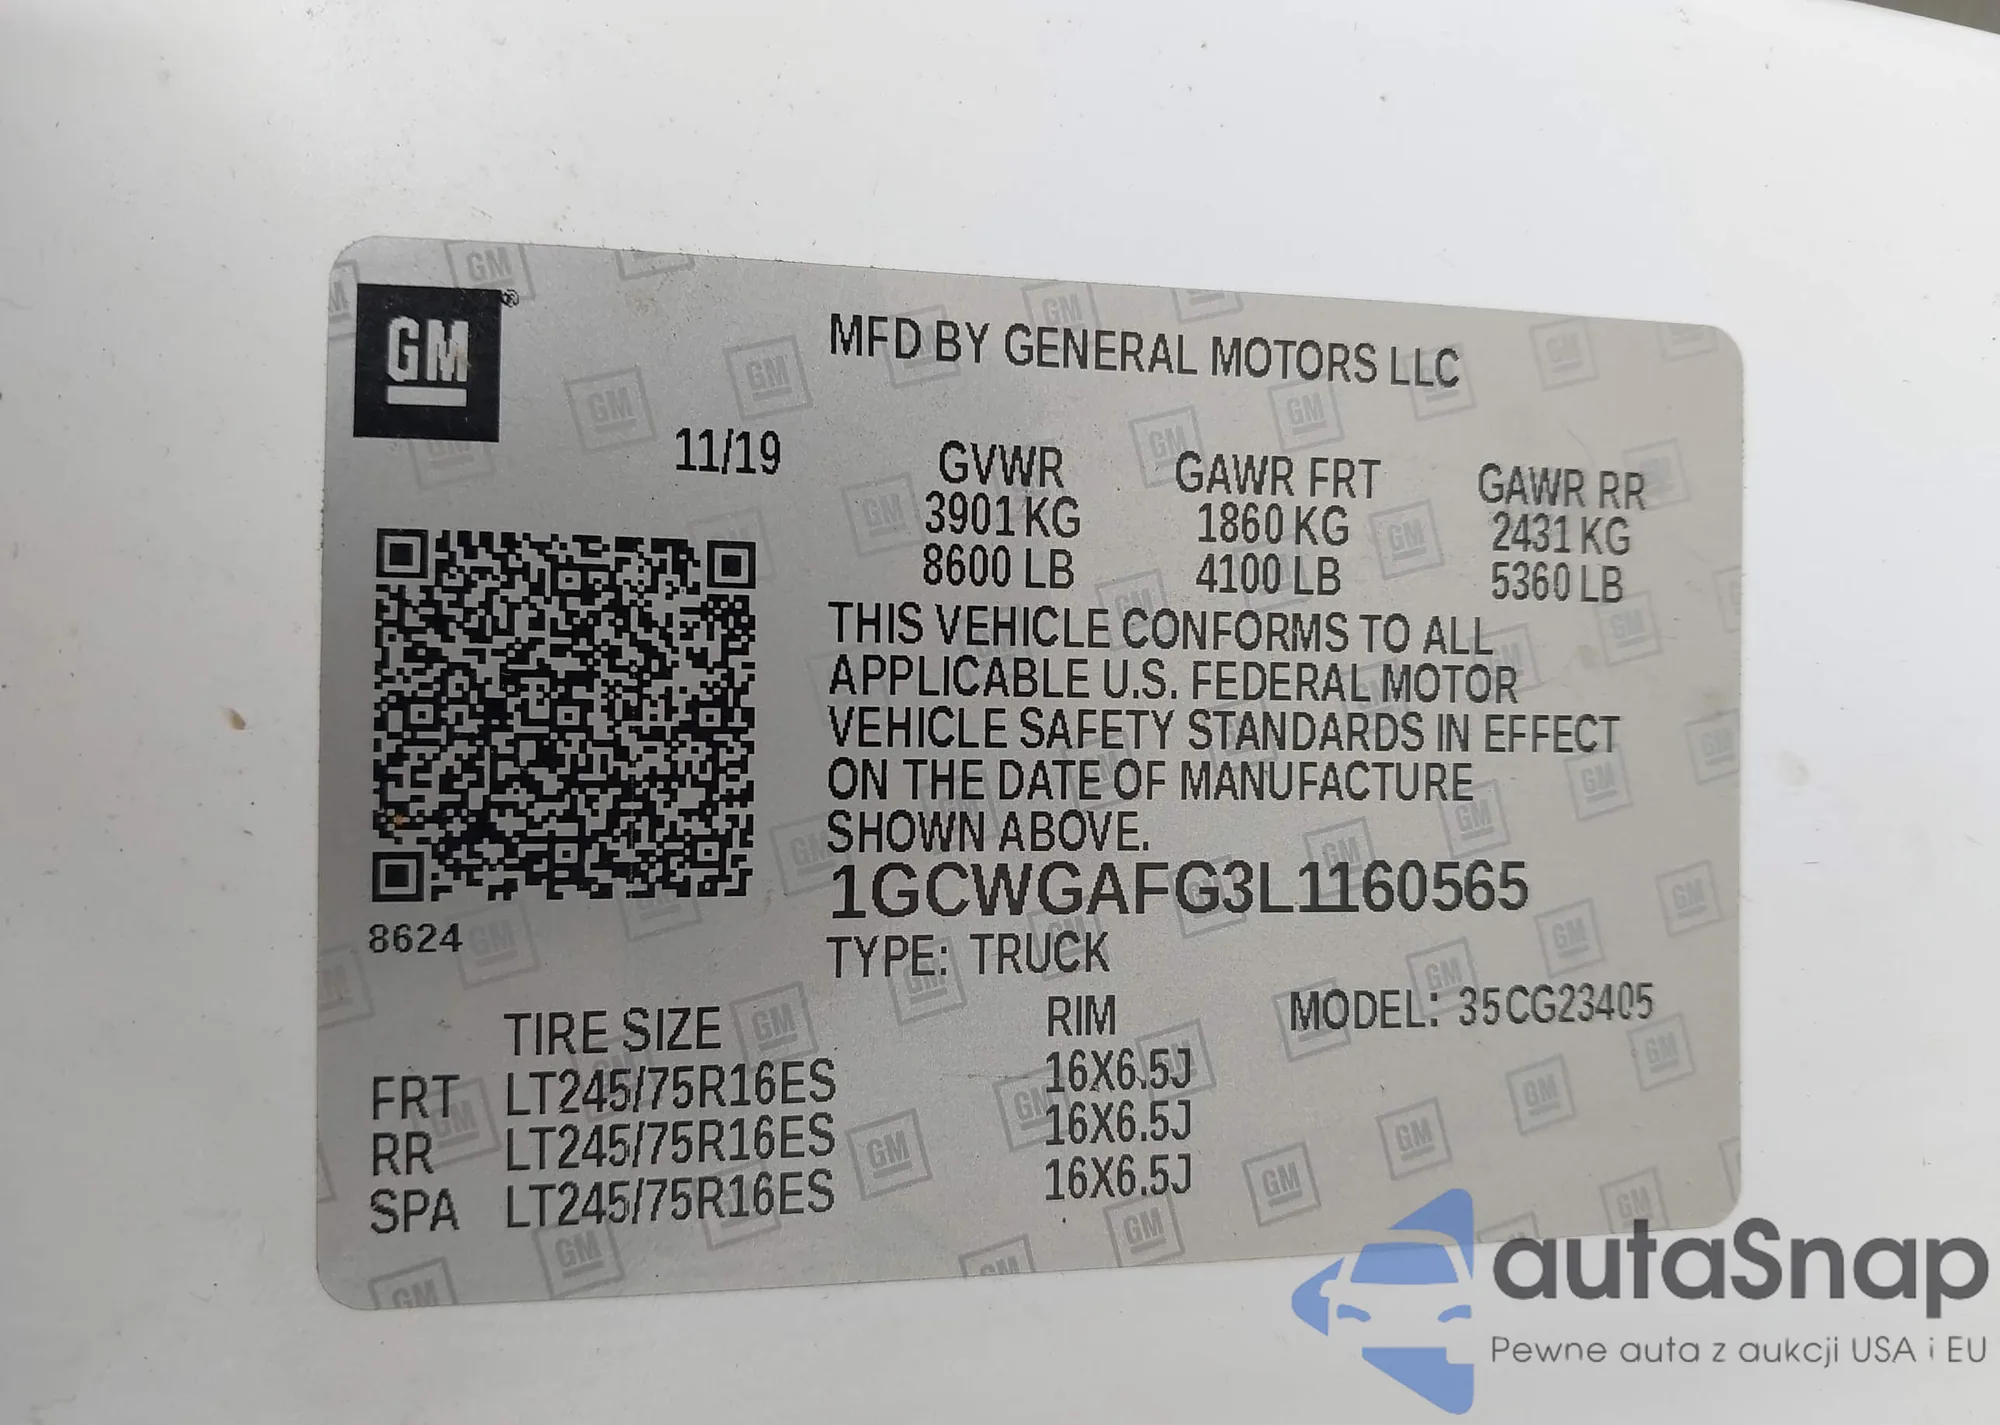 GM®
MFD BY GENERAL MOTORS LLC
11/19
GVWR GAWR FRT GAWR RR
3901 KG 1860 KG 2431 KG
8600 LB 4100 LB 5360 LB
THIS VEHICLE CONFORMS TO ALL
APPLICABLE U.S. FEDERAL MOTOR
VEHICLE SAFETY STANDARDS IN EFFECT
ON THE DATE OF MANUFACTURE
SHOWN ABOVE.
1GCWGAFG3L1160565
8624
TYPE: TRUCK
TIRE SIZE RIM MODEL: 35CG23405
FRT LT245/75R16ES 16X6.5J
RR LT245/75R16ES 16X6.5J
SPA LT245/75R16ES 16X6.5J
autaSnap
Pewne auta z aukcji USA i EU